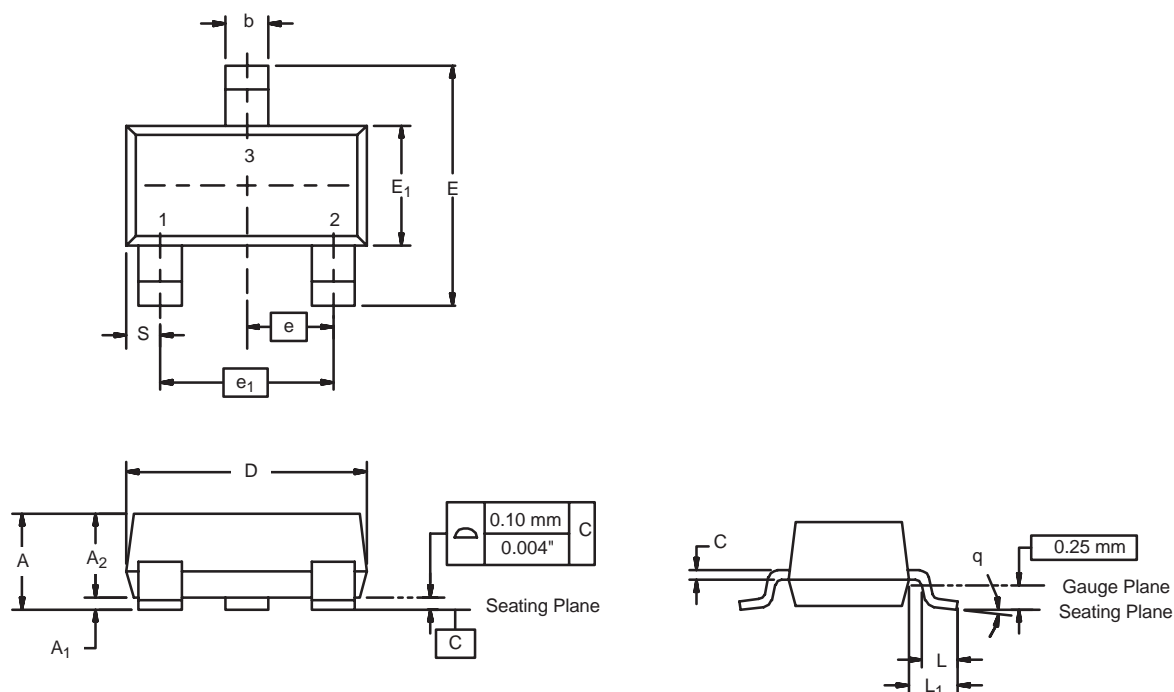 b
3
E₁
E
1
2
S
e
e₁
D
0.10 mm
C
0.004"
A
A₂
Seating Plane
C
A₁
C
0.25 mm
q
Gauge Plane
Seating Plane
L
L₁